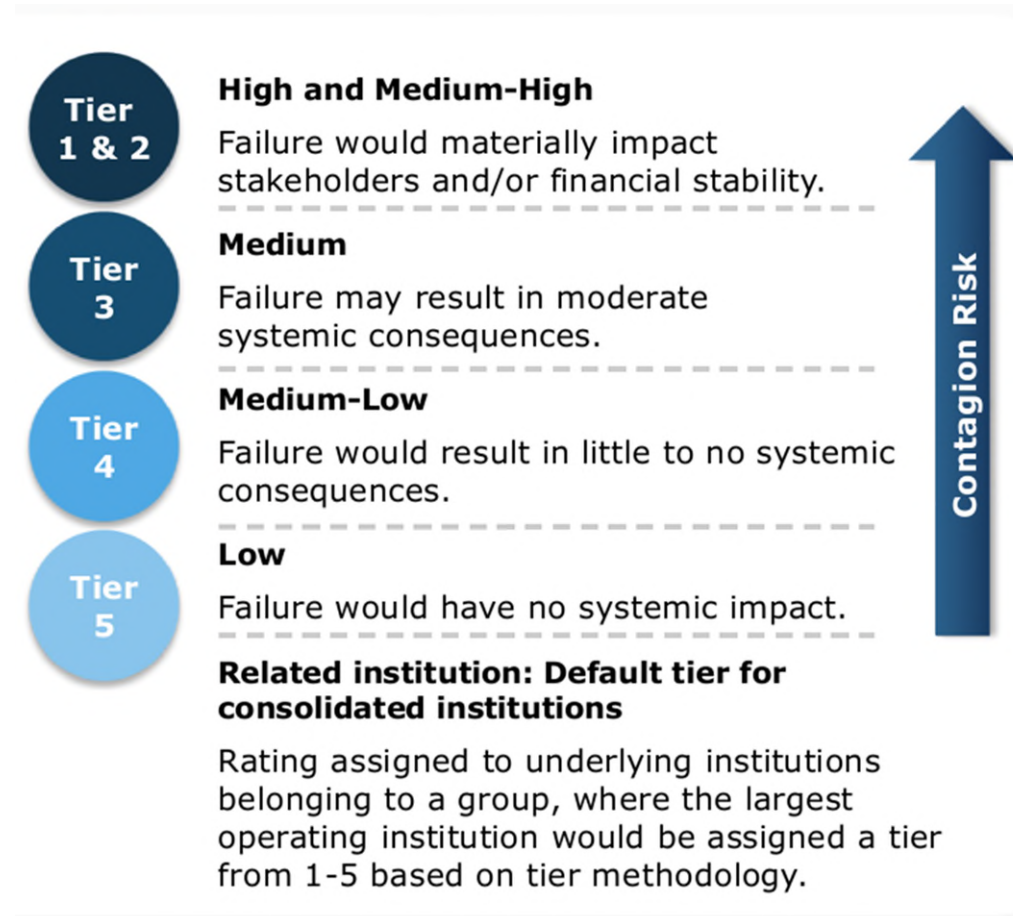 Tier
1 & 2
High and Medium-High
Failure would materially impact
stakeholders and/or financial stability.
Tier
3
Medium
Failure may result in moderate
systemic consequences.
Tier
4
Medium-Low
Failure would result in little to no systemic
consequences.
Tier
5
Low
Failure would have no systemic impact.
Related institution: Default tier for
consolidated institutions
Rating assigned to underlying institutions
belonging to a group, where the largest
operating institution would be assigned a tier
from 1-5 based on tier methodology.
Contagion Risk